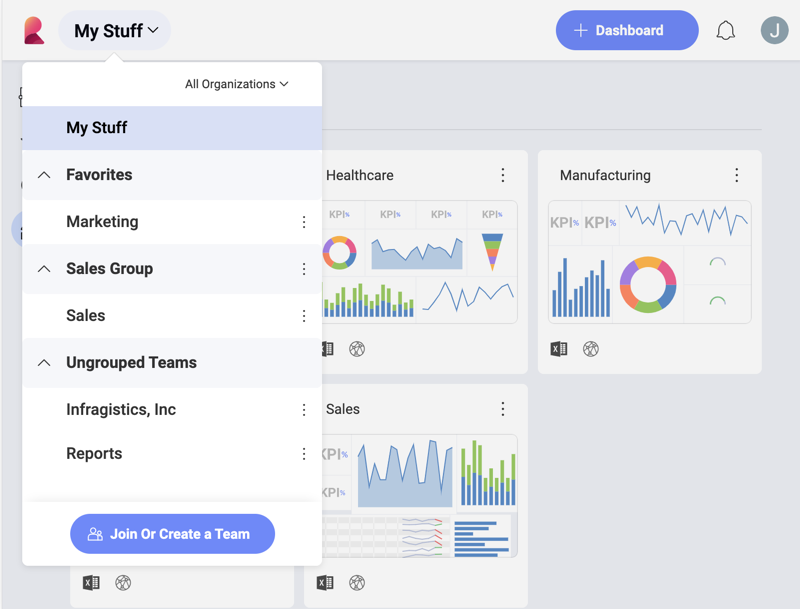 My Stuff
+ Dashboard
J
All Organizations
My Stuff
Favorites
Marketing
Sales Group
Sales
Ungrouped Teams
Infragistics, Inc
Reports
Join Or Create a Team
Healthcare
KPI% KPI% KPI% KPI%
Manufacturing
KPI% KPI%
Sales
KPI%
KPI%